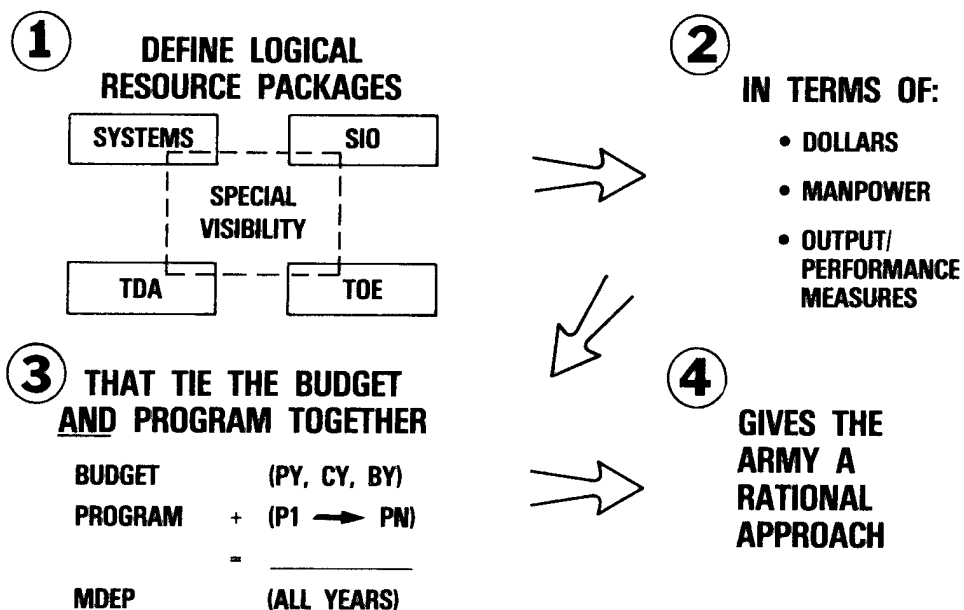 1
DEFINE LOGICAL
RESOURCE PACKAGES
SYSTEMS
SIO
SPECIAL
VISIBILITY
TDA
TOE
2
IN TERMS OF:
• DOLLARS
• MANPOWER
• OUTPUT/
PERFORMANCE
MEASURES
3
THAT TIE THE BUDGET
AND PROGRAM TOGETHER
BUDGET (PY, CY, BY)
PROGRAM + (P1 → PN)
=
MDEP (ALL YEARS)
4
GIVES THE
ARMY A
RATIONAL
APPROACH